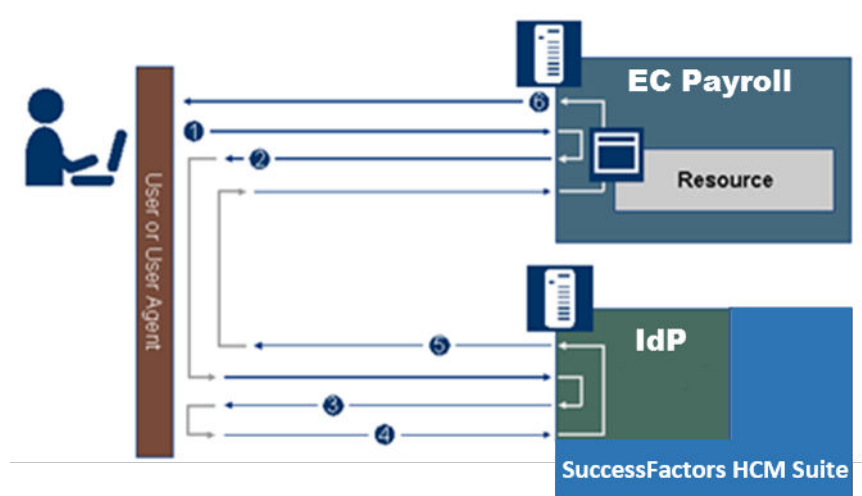 EC Payroll
6
1
2
Resource
User or User Agent
IdP
5
3
4
SuccessFactors HCM Suite